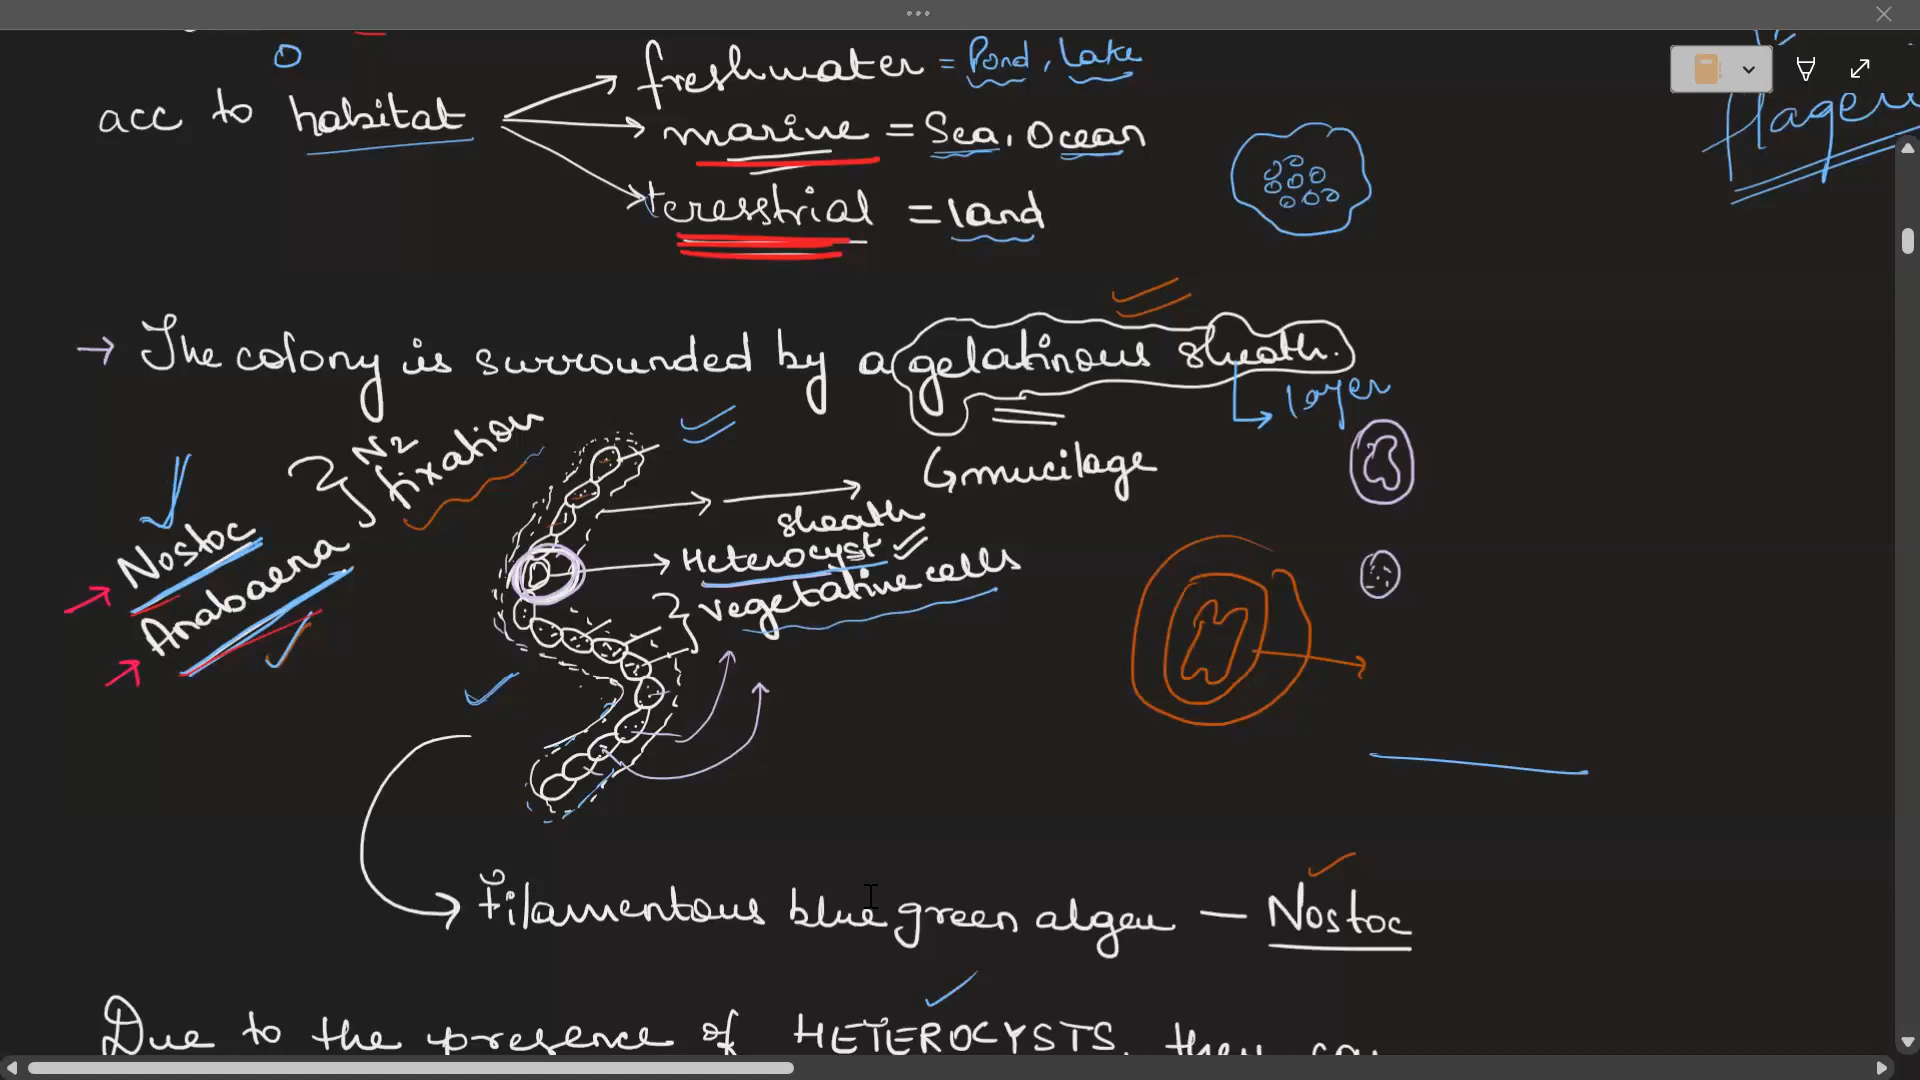 freshwater = Pond, Lake
acc to habitat
marine = Sea, Ocean
teresstrial = land
→ The colony is surrounded by a gelatinous sheath.
layer
mucilage
N2
fixation
Nostoc
Anabaena
sheath
Heterocyst
vegetative cells
Filamentous blue green algae — Nostoc
Due to the presence of HETEROCYSTS, they can